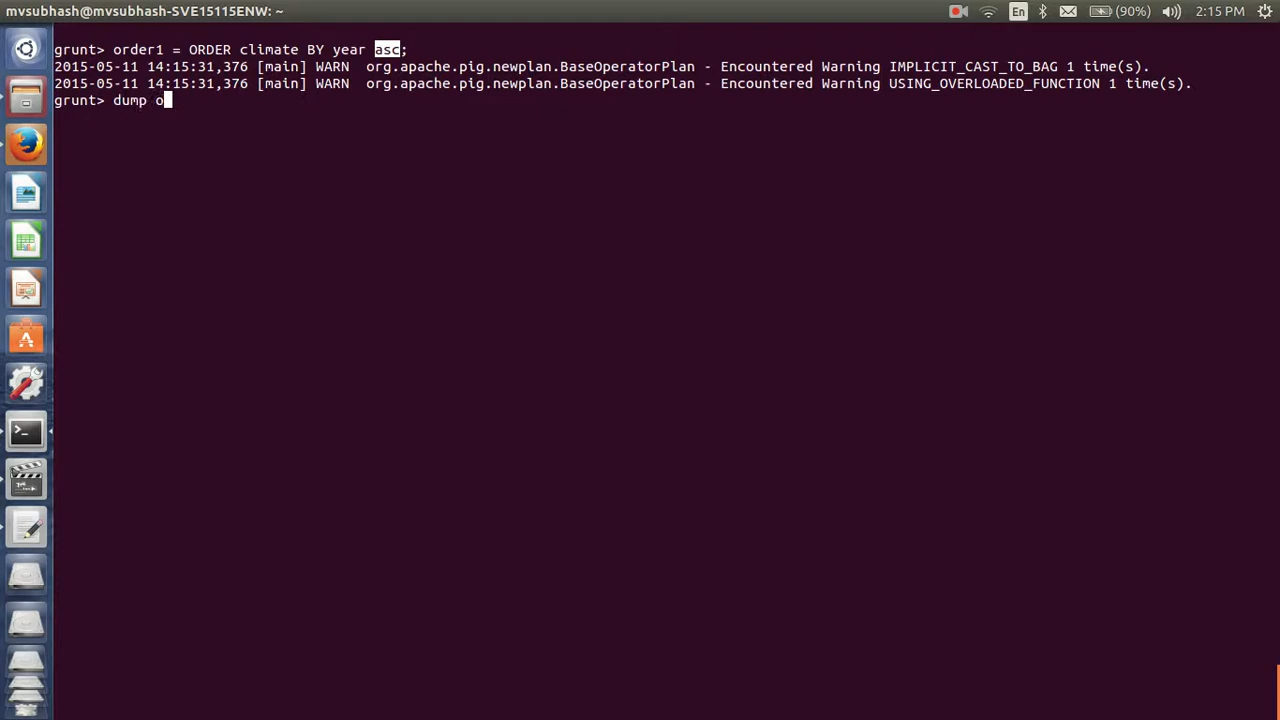 mvsubhash@mvsubhash-SVE15115ENW: ~
En
(90%)
2:15 PM
grunt> order1 = ORDER climate BY year asc;
2015-05-11 14:15:31,376 [main] WARN  org.apache.pig.newplan.BaseOperatorPlan - Encountered Warning IMPLICIT_CAST_TO_BAG 1 time(s).
2015-05-11 14:15:31,376 [main] WARN  org.apache.pig.newplan.BaseOperatorPlan - Encountered Warning USING_OVERLOADED_FUNCTION 1 time(s).
grunt> dump o